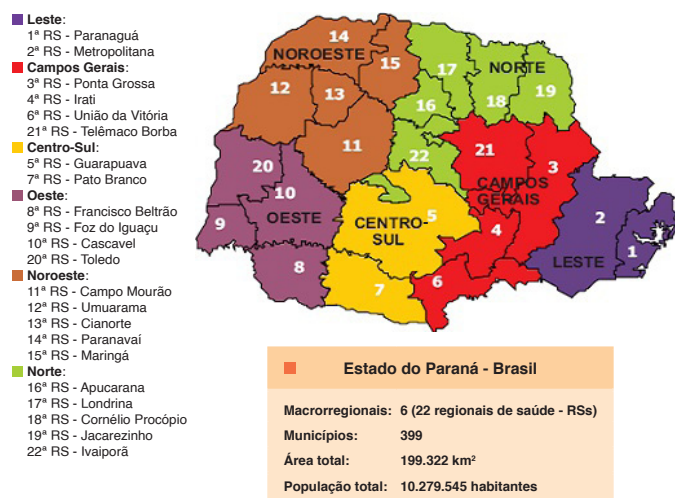 Leste:
1ª RS - Paranaguá
2ª RS - Metropolitana
Campos Gerais:
3ª RS - Ponta Grossa
4ª RS - Irati
6ª RS - União da Vitória
21ª RS - Telêmaco Borba
Centro-Sul:
5ª RS - Guarapuava
7ª RS - Pato Branco
Oeste:
8ª RS - Francisco Beltrão
9ª RS - Foz do Iguaçu
10ª RS - Cascavel
20ª RS - Toledo
Noroeste:
11ª RS - Campo Mourão
12ª RS - Umuarama
13ª RS - Cianorte
14ª RS - Paranavaí
15ª RS - Maringá
Norte:
16ª RS - Apucarana
17ª RS - Londrina
18ª RS - Cornélio Procópio
19ª RS - Jacarezinho
22ª RS - Ivaiporã
14
NOROESTE
15
17
NORTE
12
13
16
18
19
11
22
21
3
20
10
CAMPOS
GERAIS
9
OESTE
CENTRO-
SUL
5
4
2
8
7
6
LESTE
1
Estado do Paraná - Brasil
Macrorregionais: 6 (22 regionais de saúde - RSs)
Municípios: 399
Área total: 199.322 km²
População total: 10.279.545 habitantes